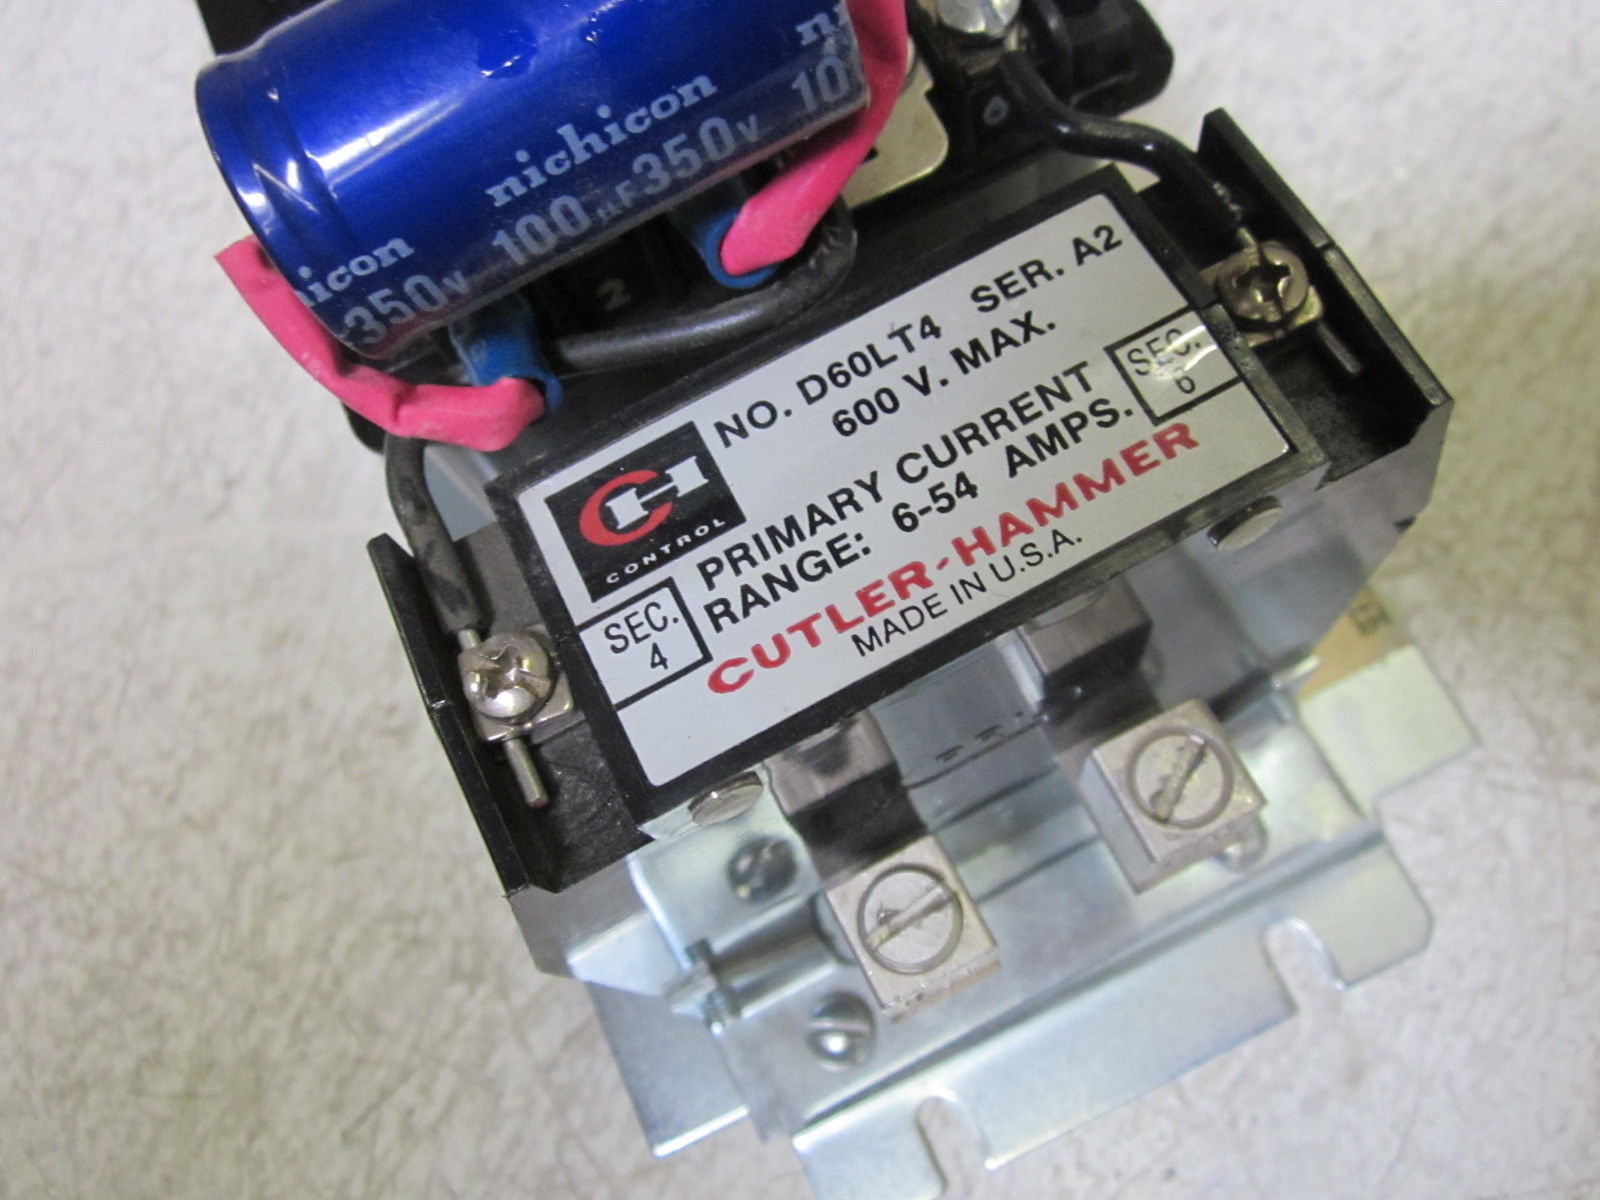 nichicon
100µF350v
nichicon
350v
10
2
NO. D60LT4 SER. A2
600 V. MAX.
CH
CONTROL
PRIMARY CURRENT
RANGE: 6-54 AMPS.
SEC.
6
SEC.
4
CUTLER-HAMMER
MADE IN U.S.A.